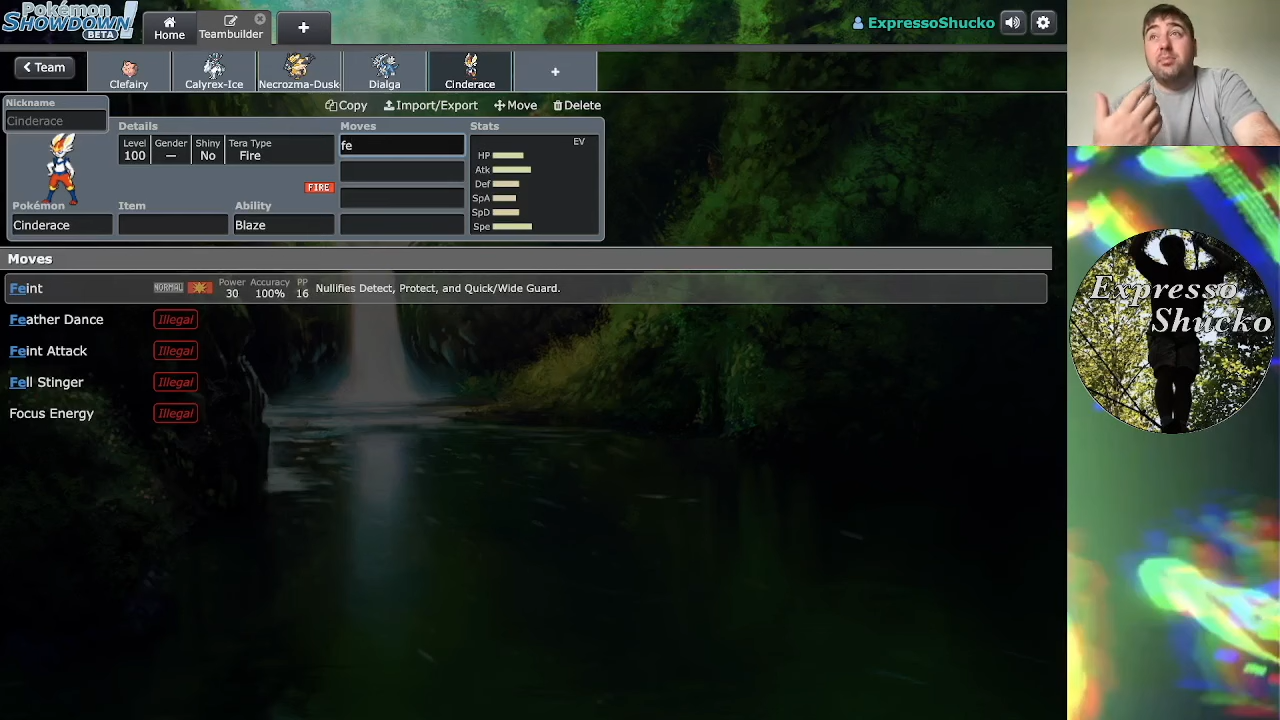 Pokémon
SHOWDOWN!
BETA
Home
Teambuilder
+
ExpressoShucko
< Team
Clefairy
Calyrex-Ice
Necrozma-Dusk
Dialga
Cinderace
+
Copy
Import/Export
Move
Delete
Nickname
Cinderace
Details
Level
100
Gender
—
Shiny
No
Tera Type
Fire
FIRE
Pokémon
Cinderace
Item
Ability
Blaze
Moves
fe
Stats
EV
HP
Atk
Def
SpA
SpD
Spe
Moves
Feint NORMAL Power 30 Accuracy 100% PP 16 Nullifies Detect, Protect, and Quick/Wide Guard.
Feather Dance Illegal
Feint Attack Illegal
Fell Stinger Illegal
Focus Energy Illegal
Expresso
Shucko